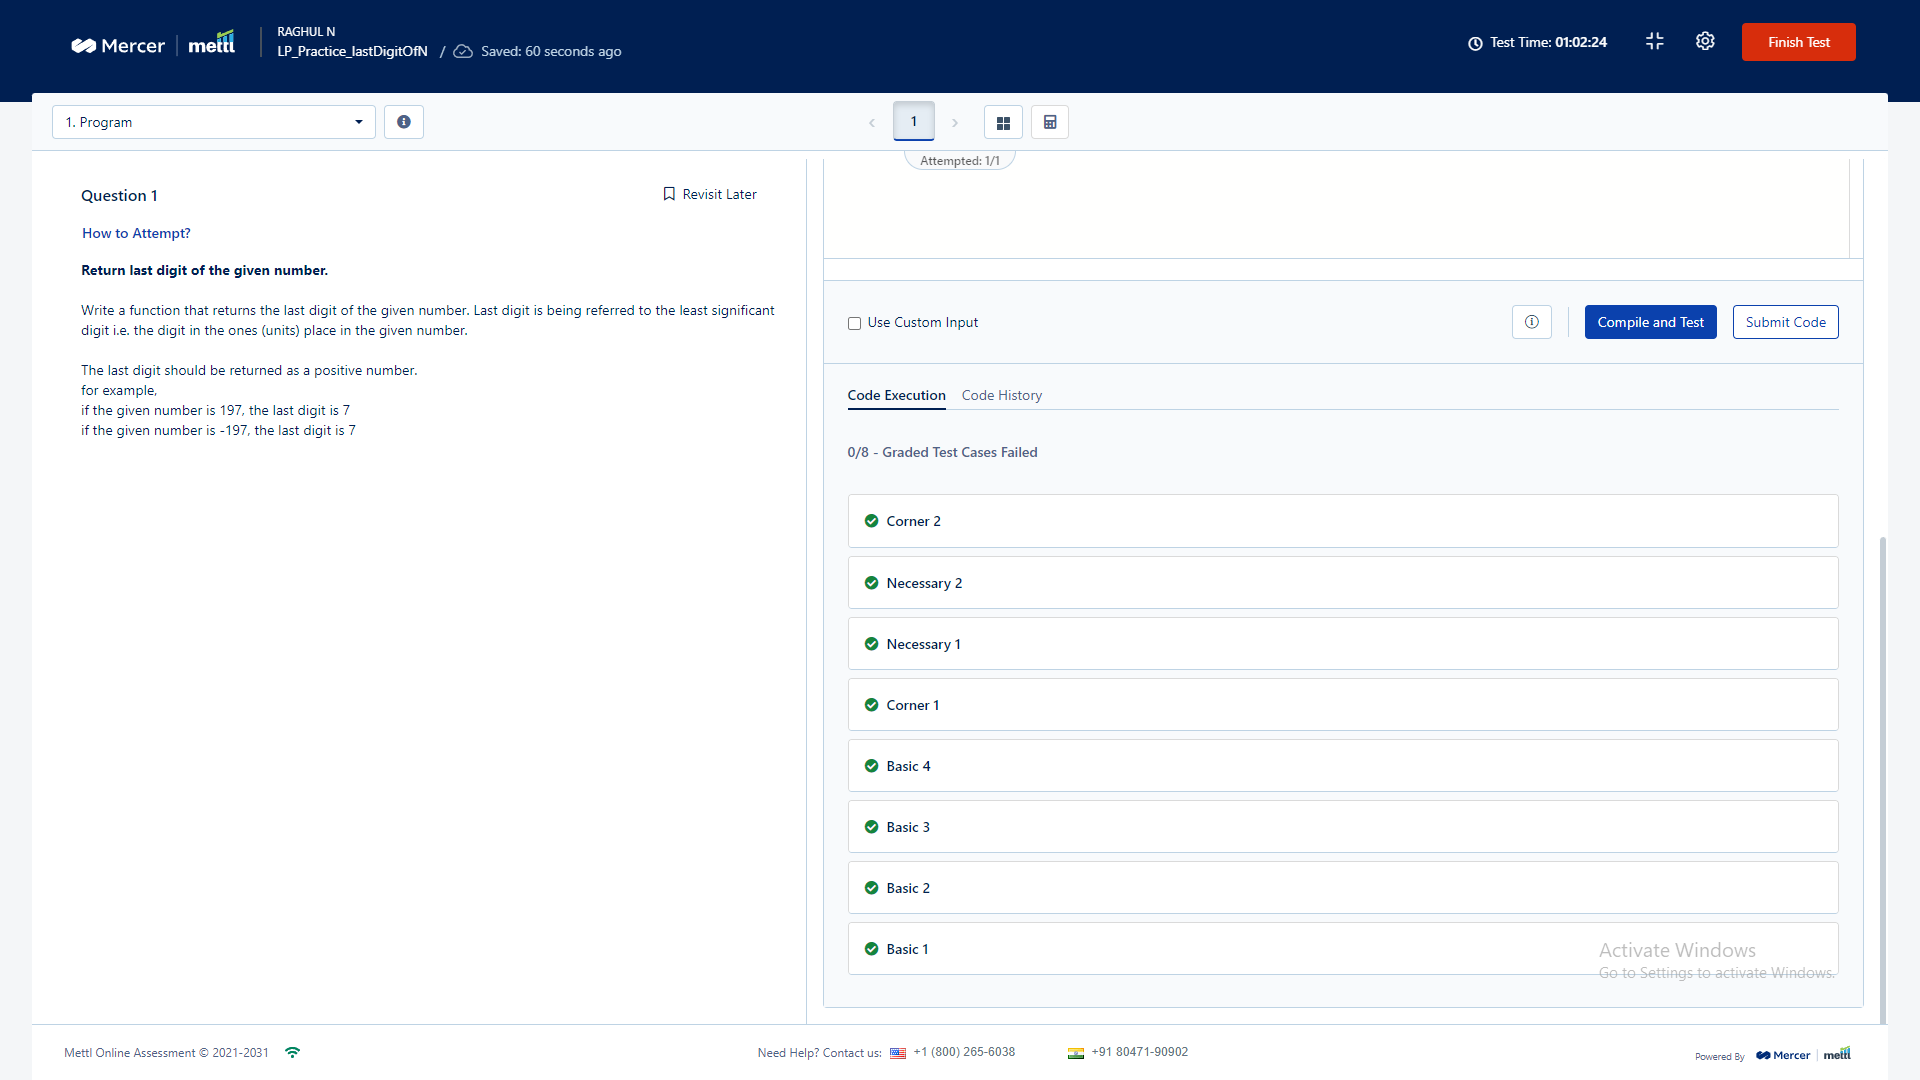 Mercer | mettl
RAGHUL N
LP_Practice_lastDigitOfN / Saved: 60 seconds ago
Test Time: 01:02:24
Finish Test
1. Program
1
Attempted: 1/1
Question 1
Revisit Later
How to Attempt?
Return last digit of the given number.
Write a function that returns the last digit of the given number. Last digit is being referred to the least significant
digit i.e. the digit in the ones (units) place in the given number.
The last digit should be returned as a positive number.
for example,
if the given number is 197, the last digit is 7
if the given number is -197, the last digit is 7
Use Custom Input
Compile and Test
Submit Code
Code Execution
Code History
0/8 - Graded Test Cases Failed
Corner 2
Necessary 2
Necessary 1
Corner 1
Basic 4
Basic 3
Basic 2
Basic 1
Activate Windows
Go to Settings to activate Windows.
Mettl Online Assessment © 2021-2031
Need Help? Contact us: +1 (800) 265-6038
+91 80471-90902
Powered By Mercer | mettl